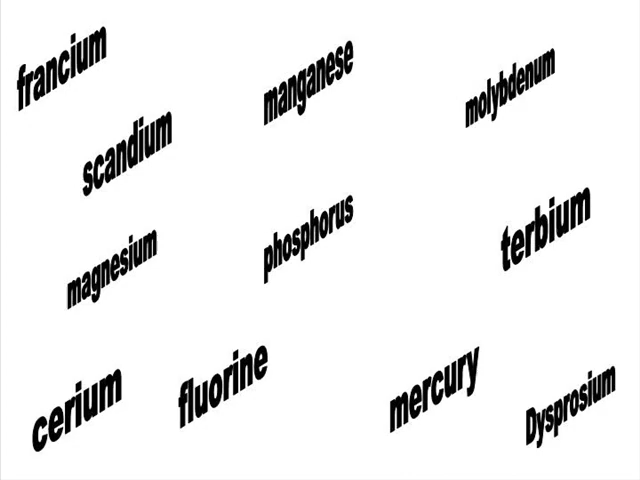 francium
manganese
molybdenum
scandium
phosphorus
terbium
magnesium
cerium
fluorine
mercury
Dysprosium